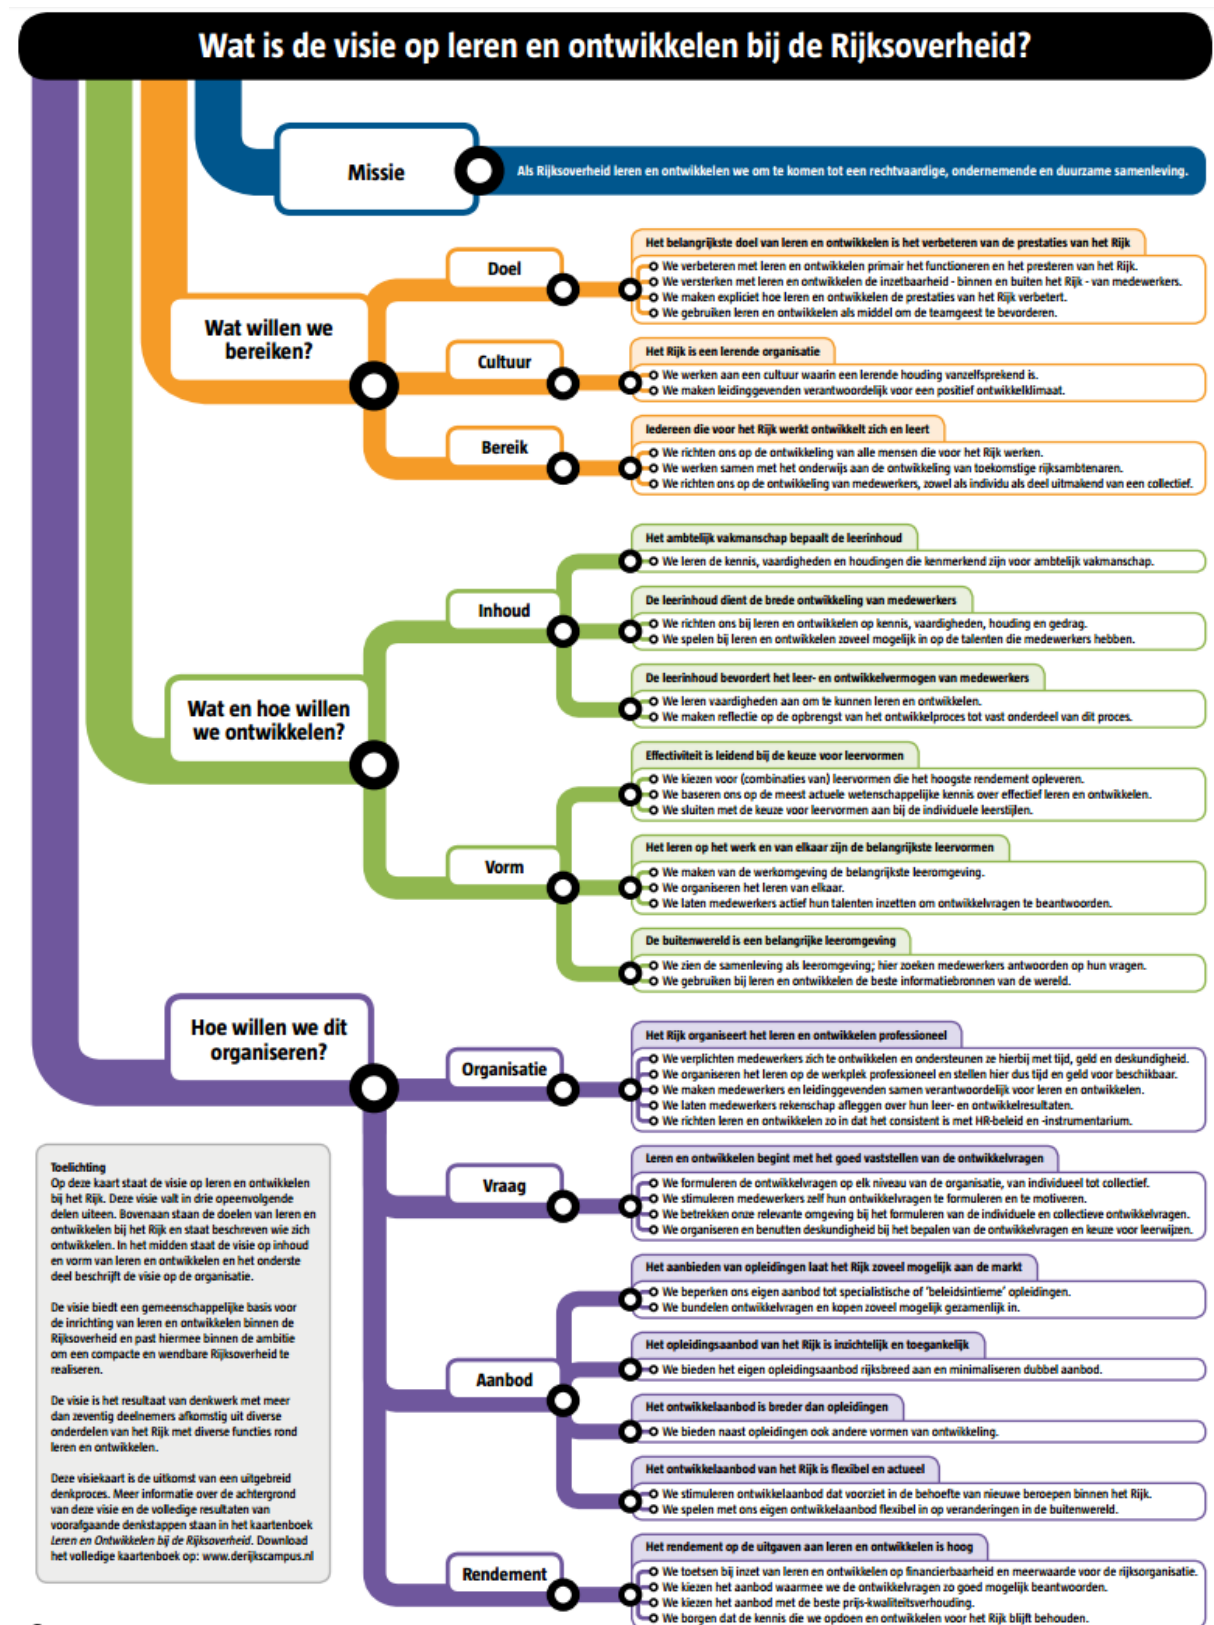 Wat is de visie op leren en ontwikkelen bij de Rijksoverheid?
Missie
Als Rijksoverheid leren en ontwikkelen we om te komen tot een rechtvaardige, ondernemende en duurzame samenleving.
Wat willen we
bereiken?
Doel
Het belangrijkste doel van leren en ontwikkelen is het verbeteren van de prestaties van het Rijk
We verbeteren met leren en ontwikkelen primair het functioneren en het presteren van het Rijk.
We versterken met leren en ontwikkelen de inzetbaarheid - binnen en buiten het Rijk - van medewerkers.
We maken expliciet hoe leren en ontwikkelen de prestaties van het Rijk verbetert.
We gebruiken leren en ontwikkelen als middel om de teamgeest te bevorderen.
Cultuur
Het Rijk is een lerende organisatie
We werken aan een cultuur waarin een lerende houding vanzelfsprekend is.
We maken leidinggevenden verantwoordelijk voor een positief ontwikkelklimaat.
Bereik
Iedereen die voor het Rijk werkt ontwikkelt zich en leert
We richten ons op de ontwikkeling van alle mensen die voor het Rijk werken.
We werken samen met het onderwijs aan de ontwikkeling van toekomstige rijksambtenaren.
We richten ons op de ontwikkeling van medewerkers, zowel als individu als deel uitmakend van een collectief.
Wat en hoe willen
we ontwikkelen?
Inhoud
Het ambtelijk vakmanschap bepaalt de leerinhoud
We leren de kennis, vaardigheden en houdingen die kenmerkend zijn voor ambtelijk vakmanschap.
De leerinhoud dient de brede ontwikkeling van medewerkers
We richten ons bij leren en ontwikkelen op kennis, vaardigheden, houding en gedrag.
We spelen bij leren en ontwikkelen zoveel mogelijk in op de talenten die medewerkers hebben.
De leerinhoud bevordert het leer- en ontwikkelvermogen van medewerkers
We leren vaardigheden aan om te kunnen leren en ontwikkelen.
We maken reflectie op de opbrengst van het ontwikkelproces tot vast onderdeel van dit proces.
Vorm
Effectiviteit is leidend bij de keuze voor leervormen
We kiezen voor (combinaties van) leervormen die het hoogste rendement opleveren.
We baseren ons op de meest actuele wetenschappelijke kennis over effectief leren en ontwikkelen.
We sluiten met de keuze voor leervormen aan bij de individuele leerstijlen.
Het leren op het werk en van elkaar zijn de belangrijkste leervormen
We maken van de werkomgeving de belangrijkste leeromgeving.
We organiseren het leren van elkaar.
We laten medewerkers actief hun talenten inzetten om ontwikkelvragen te beantwoorden.
De buitenwereld is een belangrijke leeromgeving
We zien de samenleving als leeromgeving; hier zoeken medewerkers antwoorden op hun vragen.
We gebruiken bij leren en ontwikkelen de beste informatiebronnen van de wereld.
Hoe willen we dit
organiseren?
Organisatie
Het Rijk organiseert het leren en ontwikkelen professioneel
We verplichten medewerkers zich te ontwikkelen en ondersteunen ze hierbij met tijd, geld en deskundigheid.
We organiseren het leren op de werkplek professioneel en stellen hier dus tijd en geld voor beschikbaar.
We maken medewerkers en leidinggevenden samen verantwoordelijk voor leren en ontwikkelen.
We laten medewerkers rekenschap afleggen over hun leer- en ontwikkelresultaten.
We richten leren en ontwikkelen zo in dat het consistent is met HR-beleid en -instrumentarium.
Vraag
Leren en ontwikkelen begint met het goed vaststellen van de ontwikkelvragen
We formuleren de ontwikkelvragen op elk niveau van de organisatie, van individueel tot collectief.
We stimuleren medewerkers zelf hun ontwikkelvragen te formuleren en te motiveren.
We betrekken onze relevante omgeving bij het formuleren van de individuele en collectieve ontwikkelvragen.
We organiseren en benutten deskundigheid bij het bepalen van de ontwikkelvragen en keuze voor leerwijzen.
Aanbod
Het aanbieden van opleidingen laat het Rijk zoveel mogelijk aan de markt
We beperken ons eigen aanbod tot specialistische of 'beleidsintieme' opleidingen.
We bundelen ontwikkelvragen en kopen zoveel mogelijk gezamenlijk in.
Het opleidingsaanbod van het Rijk is inzichtelijk en toegankelijk
We bieden het eigen opleidingsaanbod rijksbreed aan en minimaliseren dubbel aanbod.
Het ontwikkelaanbod is breder dan opleidingen
We bieden naast opleidingen ook andere vormen van ontwikkeling.
Het ontwikkelaanbod van het Rijk is flexibel en actueel
We stimuleren ontwikkelaanbod dat voorziet in de behoefte van nieuwe beroepen binnen het Rijk.
We spelen met ons eigen ontwikkelaanbod flexibel in op veranderingen in de buitenwereld.
Rendement
Het rendement op de uitgaven aan leren en ontwikkelen is hoog
We toetsen bij inzet van leren en ontwikkelen op financierbaarheid en meerwaarde voor de rijksorganisatie.
We kiezen het aanbod waarmee we de ontwikkelvragen zo goed mogelijk beantwoorden.
We kiezen het aanbod met de beste prijs-kwaliteitsverhouding.
We borgen dat de kennis die we opdoen en ontwikkelen voor het Rijk blijft behouden.
Toelichting
Op deze kaart staat de visie op leren en ontwikkelen
bij het Rijk. Deze visie valt in drie opeenvolgende
delen uiteen. Bovenaan staan de doelen van leren en
ontwikkelen bij het Rijk en staat beschreven wie zich
ontwikkelen. In het midden staat de visie op inhoud
en vorm van leren en ontwikkelen en het onderste
deel beschrijft de visie op de organisatie.
De visie biedt een gemeenschappelijke basis voor
de inrichting van leren en ontwikkelen binnen de
Rijksoverheid en past hiermee binnen de ambitie
om een compacte en wendbare Rijksoverheid te
realiseren.
De visie is het resultaat van denkwerk met meer
dan zeventig deelnemers afkomstig uit diverse
onderdelen van het Rijk met diverse functies rond
leren en ontwikkelen.
Deze visiekaart is de uitkomst van een uitgebreid
denkproces. Meer informatie over de achtergrond
van deze visie en de volledige resultaten van
voorafgaande denkstappen staan in het kaartenboek
Leren en Ontwikkelen bij de Rijksoverheid. Download
het volledige kaartenboek op: www.derijkscampus.nl